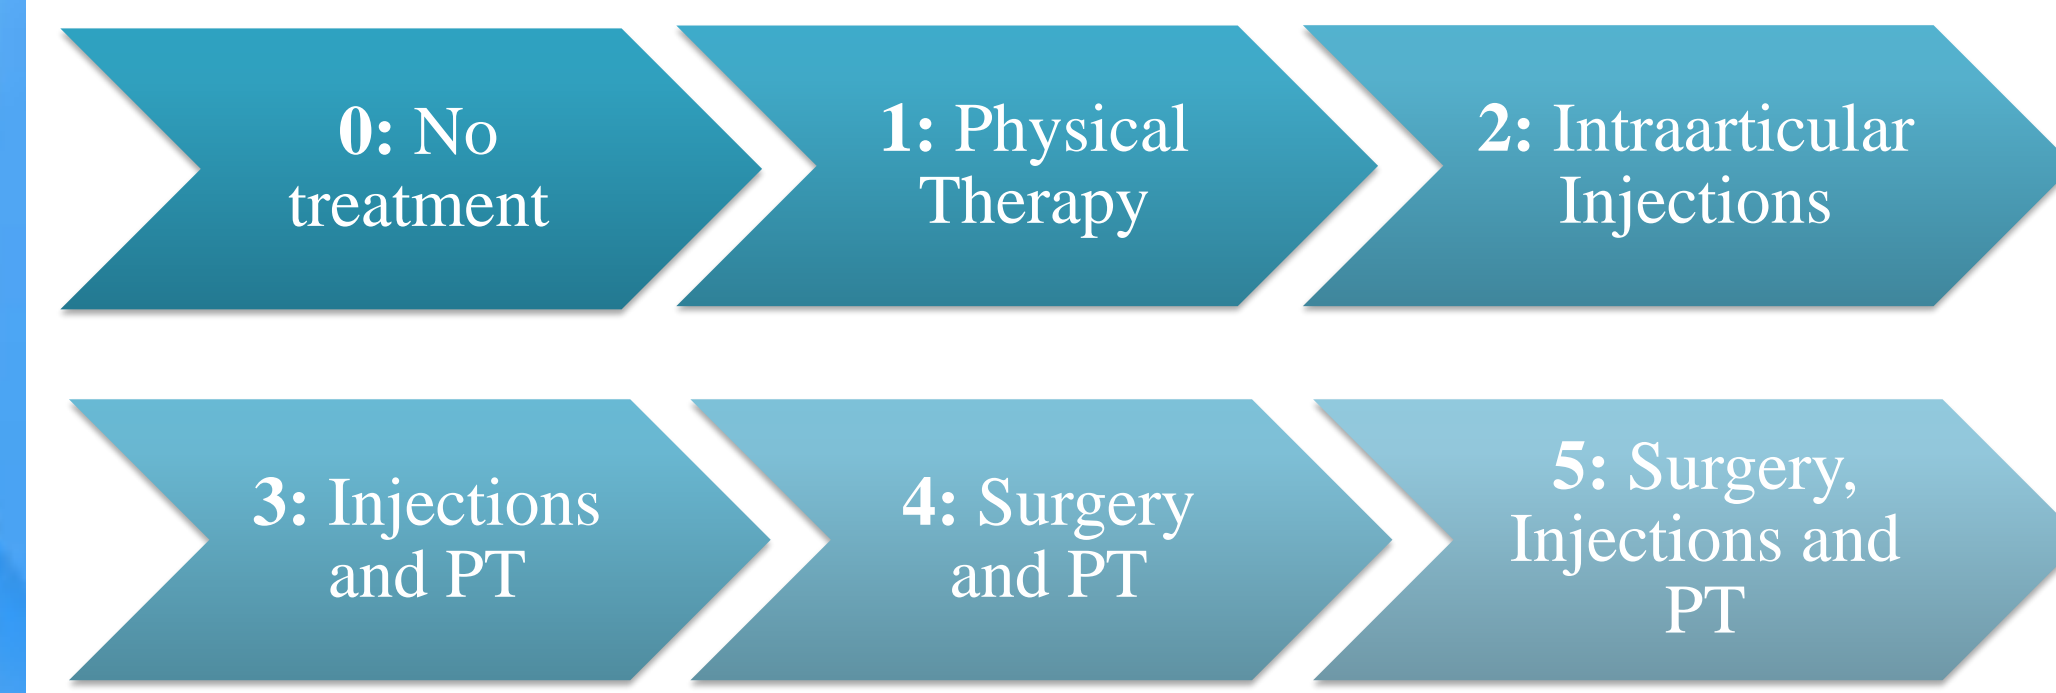 0: No
treatment
1: Physical
Therapy
2: Intraarticular
Injections
3: Injections
and PT
4: Surgery
and PT
5: Surgery,
Injections and
PT